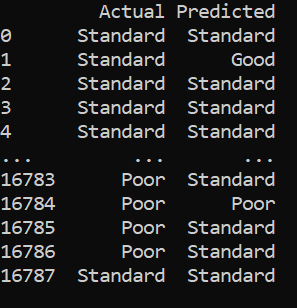 Actual Predicted
0 Standard Standard
1 Standard Good
2 Standard Standard
3 Standard Standard
4 Standard Standard
... ... ...
16783 Poor Standard
16784 Poor Poor
16785 Poor Standard
16786 Poor Standard
16787 Standard Standard